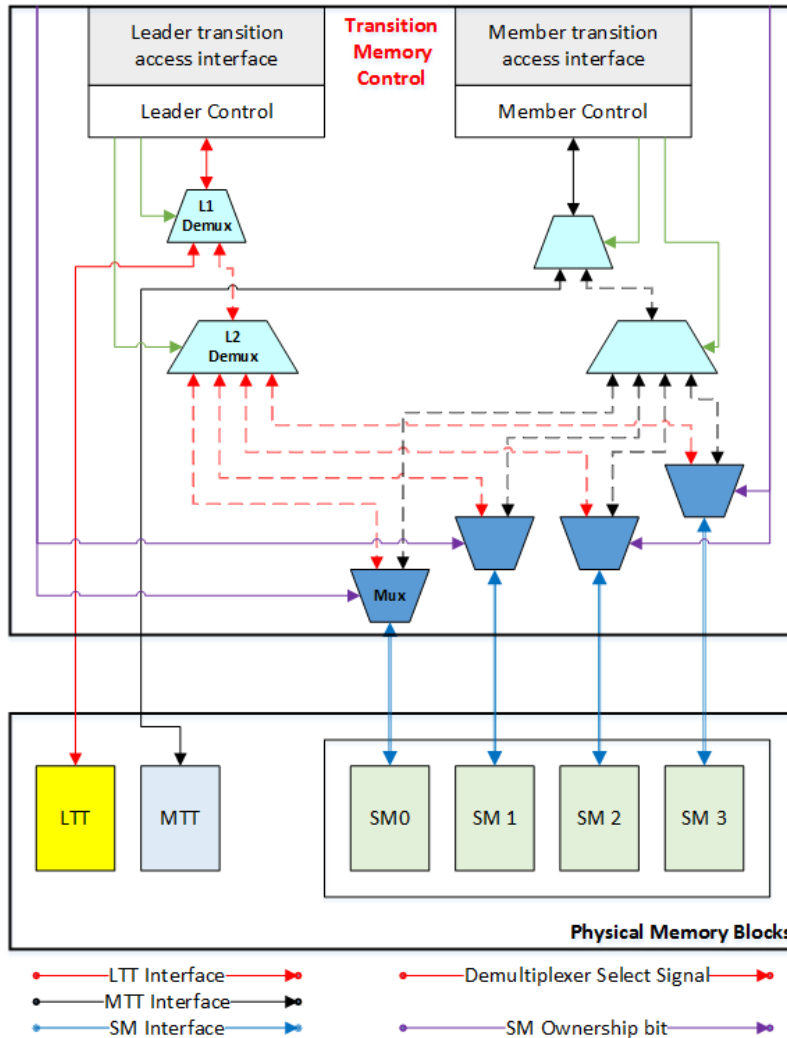 Leader transition
access interface
Leader Control
Transition
Memory
Control
Member transition
access interface
Member Control
L1
Demux
L2
Demux
Mux
LTT
MTT
SM0
SM 1
SM 2
SM 3
Physical Memory Blocks
LTT Interface
Demultiplexer Select Signal
MTT Interface
SM Interface
SM Ownership bit